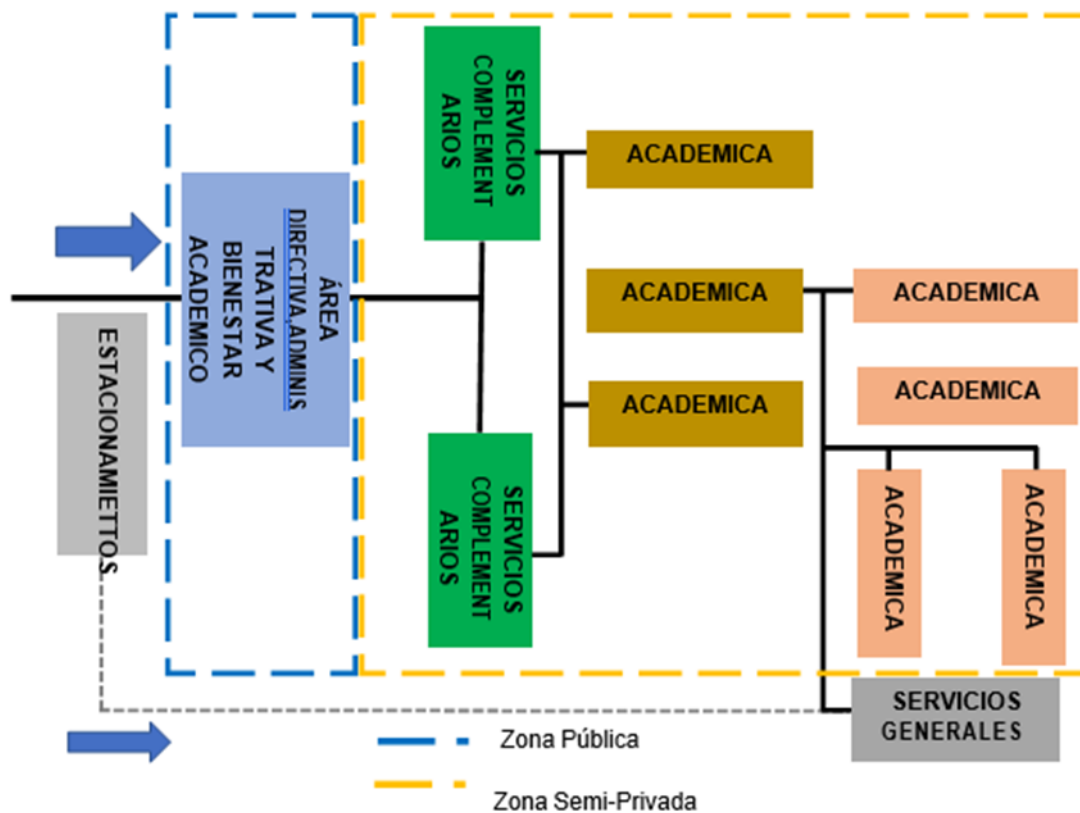 SERVICIOS
COMPLEMENT
ARIOS
ACADEMICA
ÁREA
DIRECTIVA,ADMINIS
TRATIVA Y
BIENESTAR
ACADEMICO
ACADEMICA
ACADEMICA
ESTACIONAMIETTOS
ACADEMICA
ACADEMICA
SERVICIOS
COMPLEMENT
ARIOS
ACADEMICA
ACADEMICA
SERVICIOS
GENERALES
Zona Pública
Zona Semi-Privada